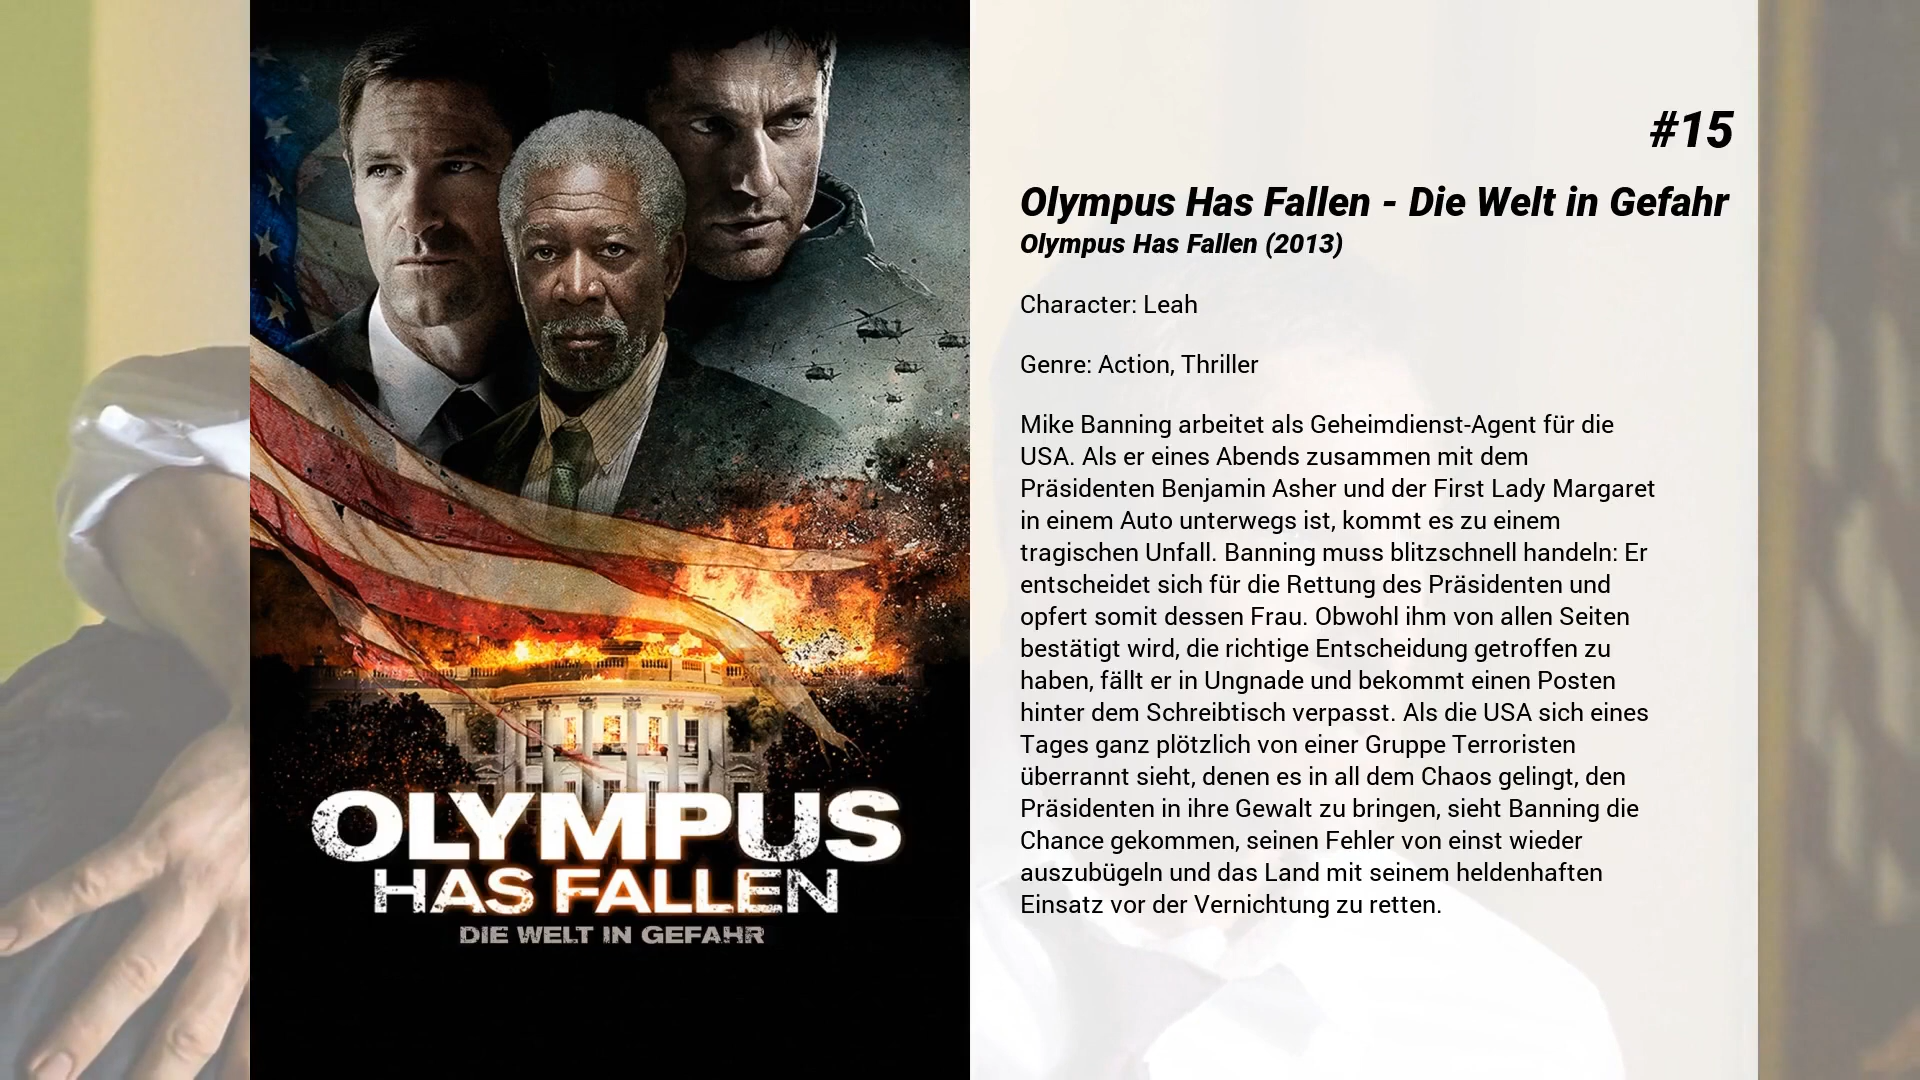 OLYMPUS
HAS FALLEN
DIE WELT IN GEFAHR
#15
Olympus Has Fallen - Die Welt in Gefahr
Olympus Has Fallen (2013)
Character: Leah
Genre: Action, Thriller
Mike Banning arbeitet als Geheimdienst-Agent für die
USA. Als er eines Abends zusammen mit dem
Präsidenten Benjamin Asher und der First Lady Margaret
in einem Auto unterwegs ist, kommt es zu einem
tragischen Unfall. Banning muss blitzschnell handeln: Er
entscheidet sich für die Rettung des Präsidenten und
opfert somit dessen Frau. Obwohl ihm von allen Seiten
bestätigt wird, die richtige Entscheidung getroffen zu
haben, fällt er in Ungnade und bekommt einen Posten
hinter dem Schreibtisch verpasst. Als die USA sich eines
Tages ganz plötzlich von einer Gruppe Terroristen
überrannt sieht, denen es in all dem Chaos gelingt, den
Präsidenten in ihre Gewalt zu bringen, sieht Banning die
Chance gekommen, seinen Fehler von einst wieder
auszubügeln und das Land mit seinem heldenhaften
Einsatz vor der Vernichtung zu retten.